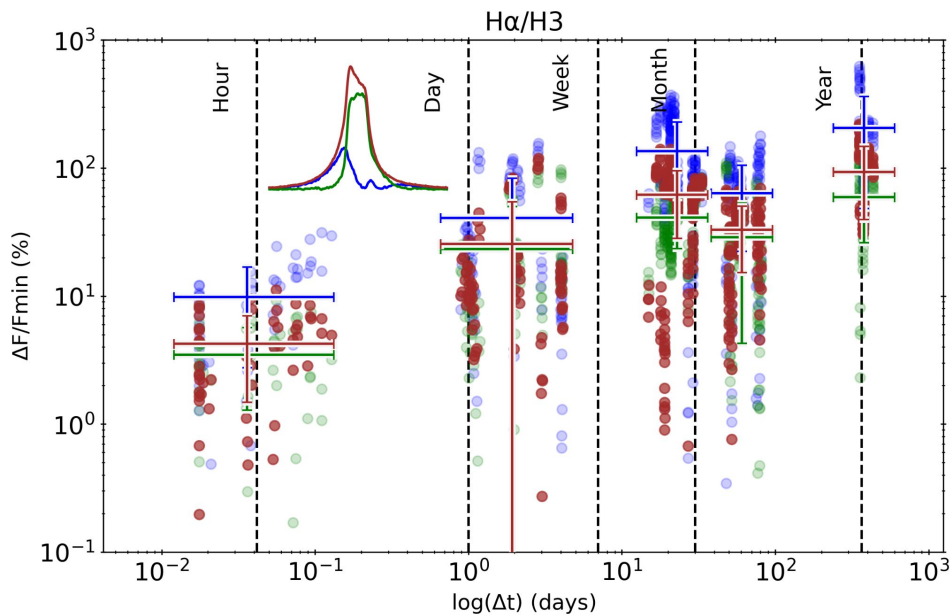 Hα/H3
10³
10²
10¹
10⁰
10⁻¹
ΔF/Fmin (%)
Hour
Day
Week
Month
Year
10⁻²
10⁻¹
10⁰
10¹
10²
10³
log(Δt) (days)